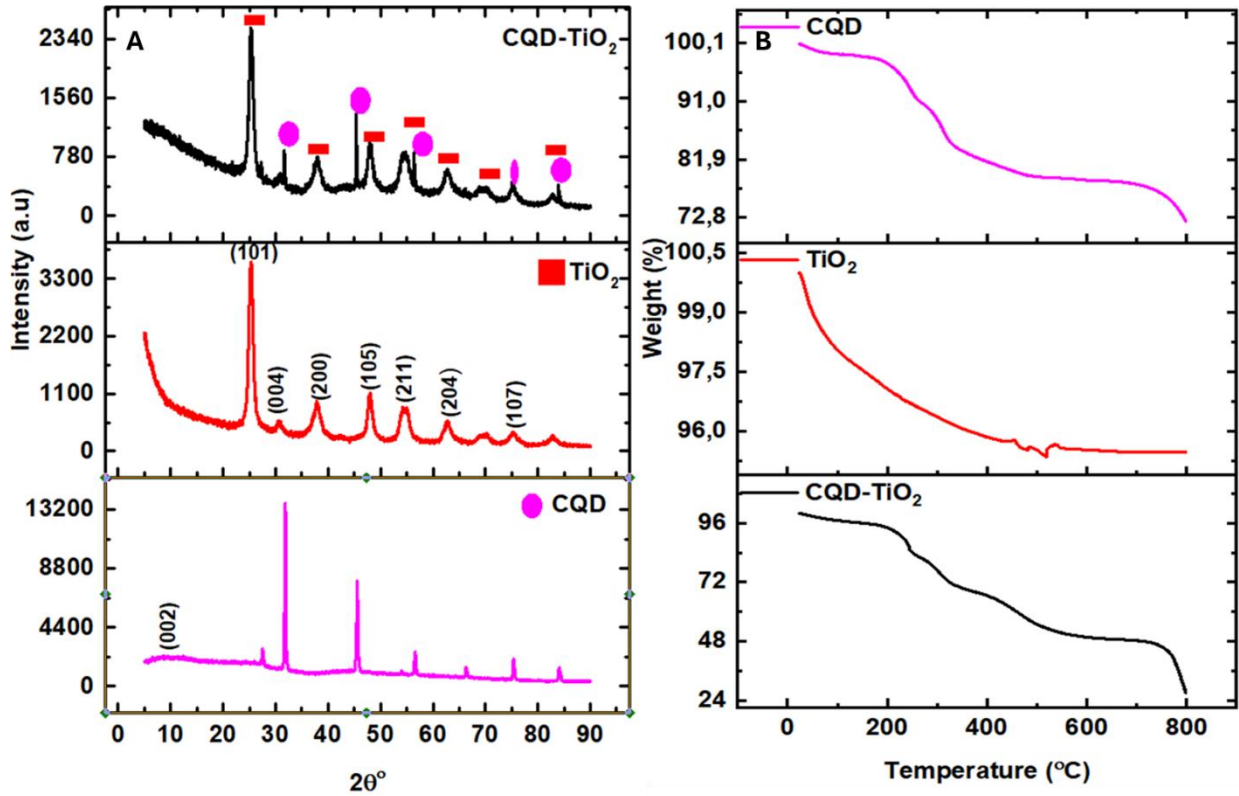 A
CQD-TiO2
2340
1560
780
0
(101)
TiO2
3300
2200
1100
0
(004)
(200)
(105)
(211)
(204)
(107)
CQD
13200
8800
4400
0
(002)
0 10 20 30 40 50 60 70 80 90
2θ°
Intensity (a.u)
B
CQD
100,1
91,0
81,9
72,8
TiO2
100,5
99,0
97,5
96,0
CQD-TiO2
96
72
48
24
0 200 400 600 800
Temperature (°C)
Weight (%)